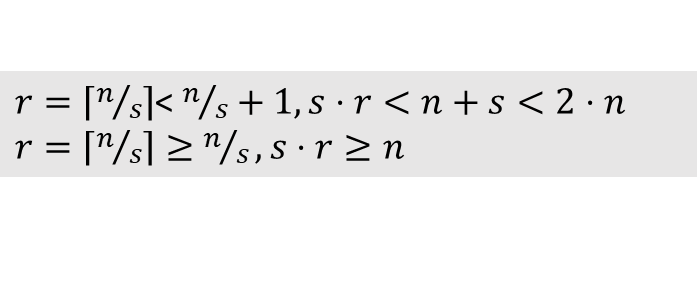 r = ⌈n/s⌉< n/s + 1, s · r < n + s < 2 · n
r = ⌈n/s⌉ ≥ n/s, s · r ≥ n